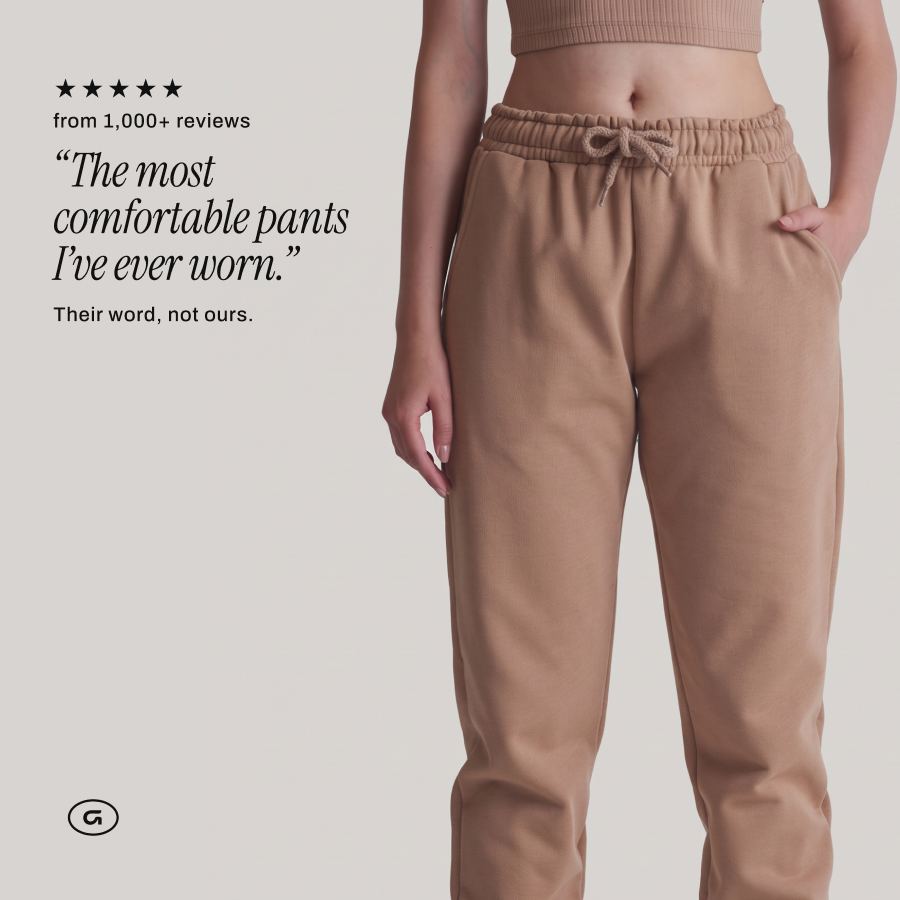 ★★★★★
from 1,000+ reviews
“The most
comfortable pants
I’ve ever worn.”
Their word, not ours.
G